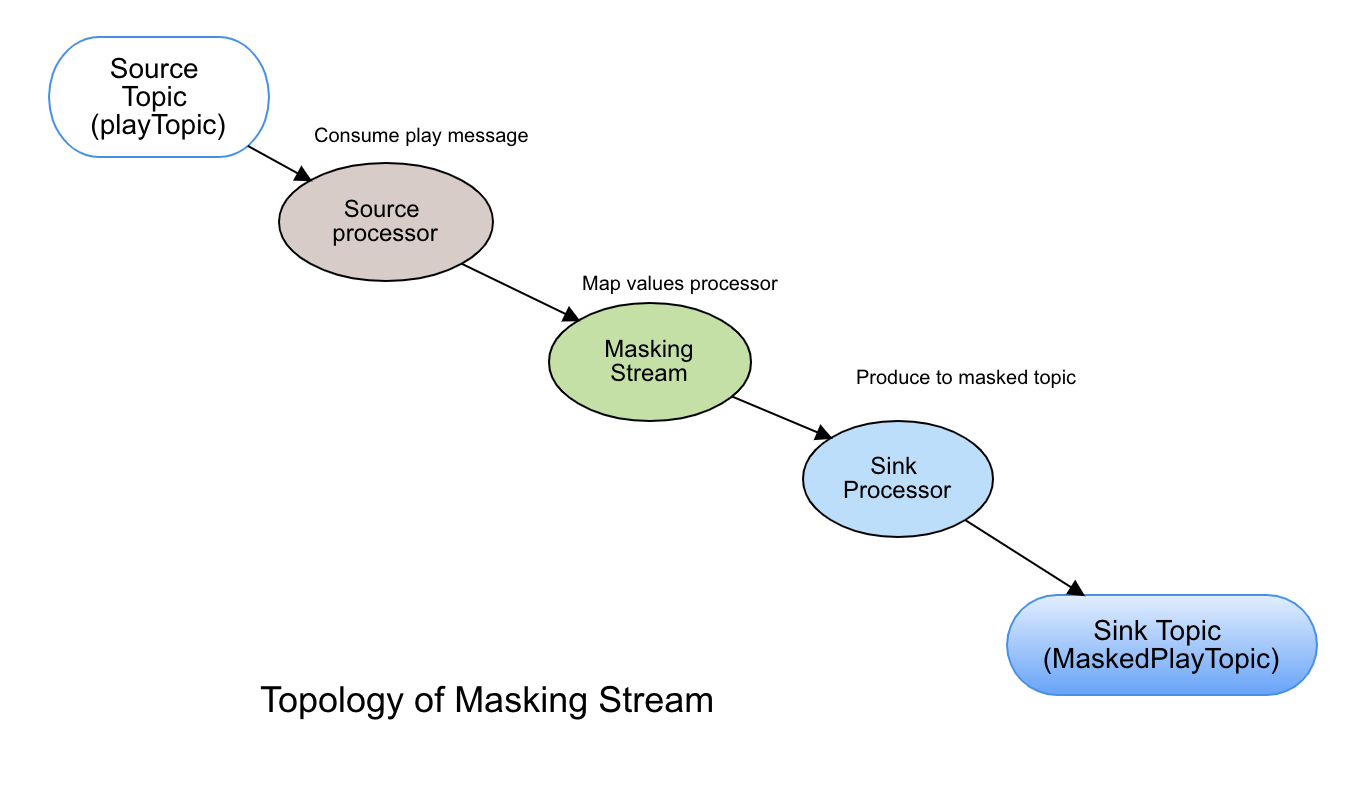 Source
Topic
(playTopic)
Consume play message
Source
processor
Map values processor
Masking
Stream
Produce to masked topic
Sink
Processor
Sink Topic
(MaskedPlayTopic)
Topology of Masking Stream